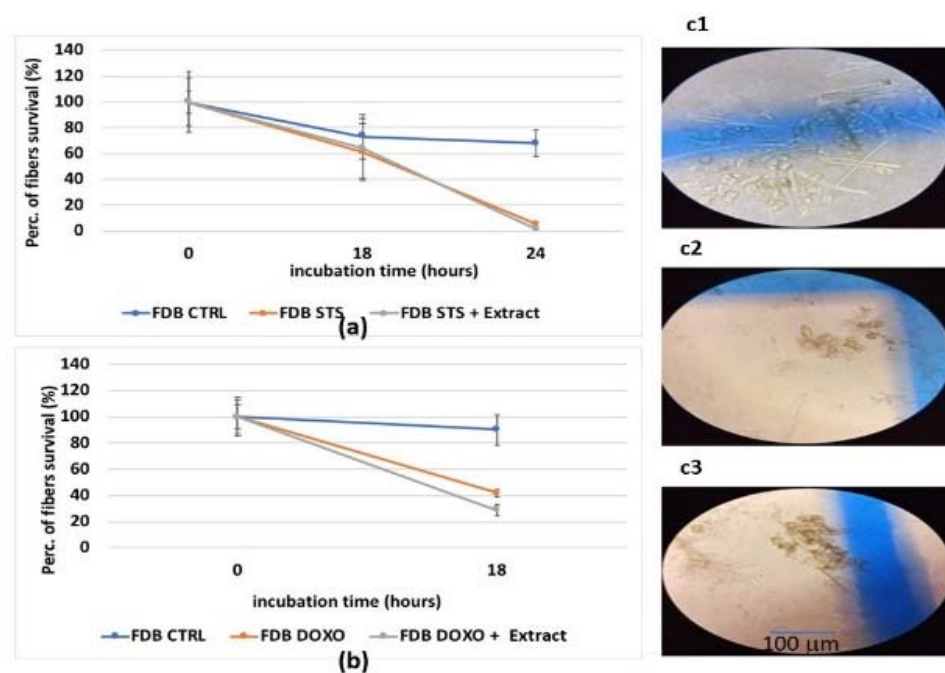 140
120
100
80
60
40
20
0
Perc. of fibers survival (%)
0 18 24
incubation time (hours)
FDB CTRL FDB STS FDB STS + Extract
(a)
140
120
100
80
60
40
20
0
Perc. of fibers survival (%)
0 18
incubation time (hours)
FDB CTRL FDB DOXO FDB DOXO + Extract
(b)
c1
c2
c3
100 μm